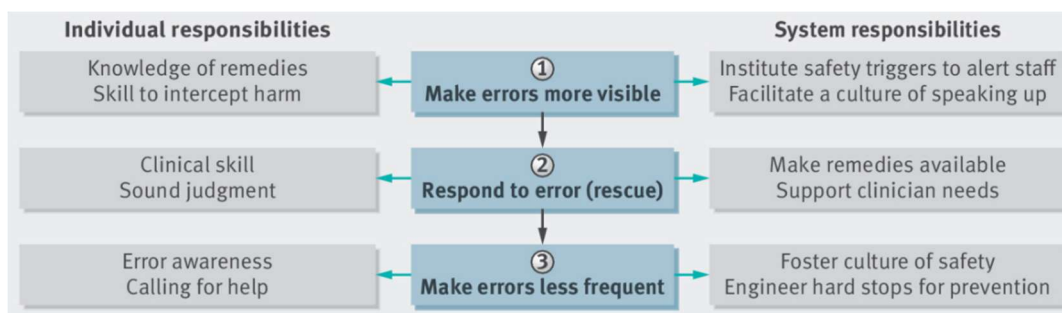 Individual responsibilities
System responsibilities
Knowledge of remedies
Skill to intercept harm
1
Make errors more visible
Institute safety triggers to alert staff
Facilitate a culture of speaking up
Clinical skill
Sound judgment
2
Respond to error (rescue)
Make remedies available
Support clinician needs
Error awareness
Calling for help
3
Make errors less frequent
Foster culture of safety
Engineer hard stops for prevention